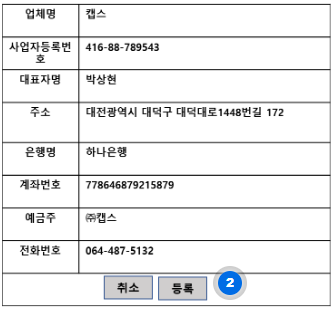 업체명 캡스
사업자등록번
호 416-88-789543
대표자명 박상현
주소 대전광역시 대덕구 대덕대로1448번길 172
은행명 하나은행
계좌번호 778646879215879
예금주 ㈜캡스
전화번호 064-487-5132
취소 등록 2